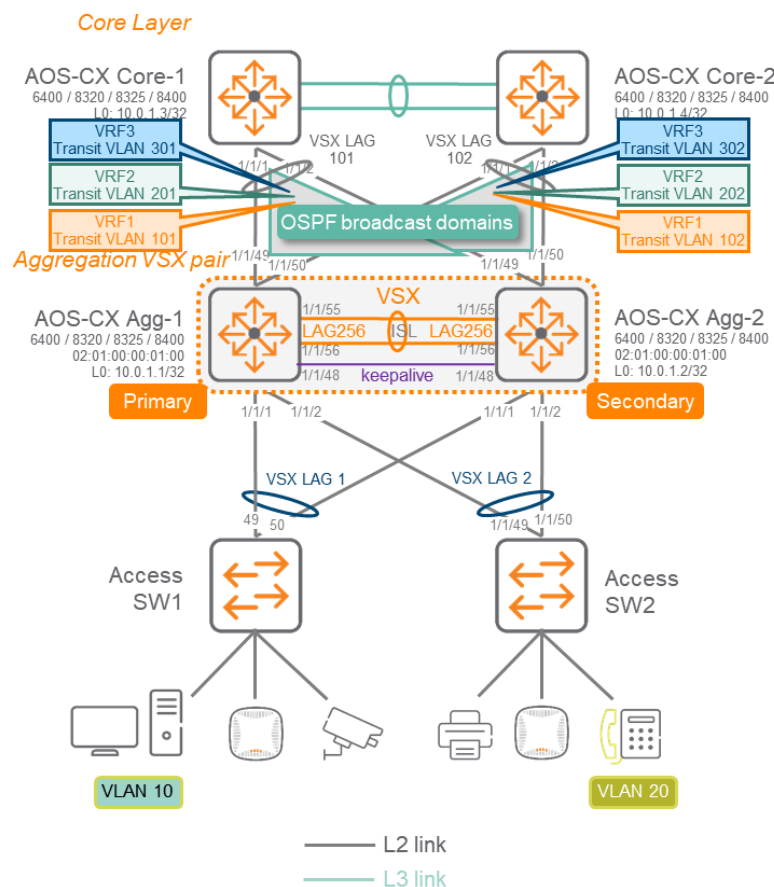 Core Layer
AOS-CX Core-1
6400 / 8320 / 8325 / 8400
L0: 10.0.1.3/32
AOS-CX Core-2
6400 / 8320 / 8325 / 8400
L0: 10.0.1.4/32
VRF3
Transit VLAN 301
VRF2
Transit VLAN 201
VRF1
Transit VLAN 101
VSX LAG
101
VSX LAG
102
VRF3
Transit VLAN 302
VRF2
Transit VLAN 202
VRF1
Transit VLAN 102
1/1/1
1/1/2
OSPF broadcast domains
Aggregation VSX pair
1/1/49
1/1/50
1/1/49
1/1/50
VSX
AOS-CX Agg-1
6400 / 8320 / 8325 / 8400
02:01:00:00:01:00
L0: 10.0.1.1/32
1/1/55
1/1/55
LAG256
ISL
LAG256
1/1/56
1/1/56
1/1/48
keepalive
1/1/48
AOS-CX Agg-2
6400 / 8320 / 8325 / 8400
02:01:00:00:01:00
L0: 10.0.1.2/32
Primary
Secondary
1/1/1
1/1/2
1/1/1
1/1/2
VSX LAG 1
VSX LAG 2
49
50
1/1/49
1/1/50
Access
SW1
Access
SW2
VLAN 10
VLAN 20
L2 link
L3 link